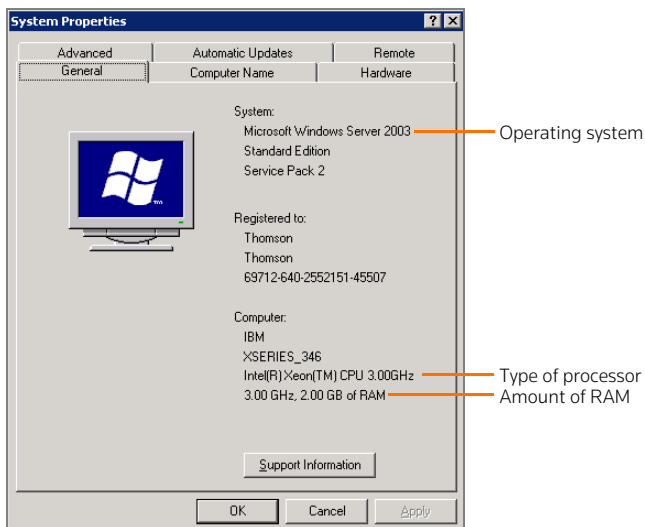 System Properties
Advanced Automatic Updates Remote
General Computer Name Hardware
System:
Microsoft Windows Server 2003 Operating system
Standard Edition
Service Pack 2
Registered to:
Thomson
Thomson
69712-640-2552151-45507
Computer:
IBM
XSERIES_346
Intel(R) Xeon(TM) CPU 3.00GHz Type of processor
3.00 GHz, 2.00 GB of RAM Amount of RAM
Support Information
OK Cancel Apply